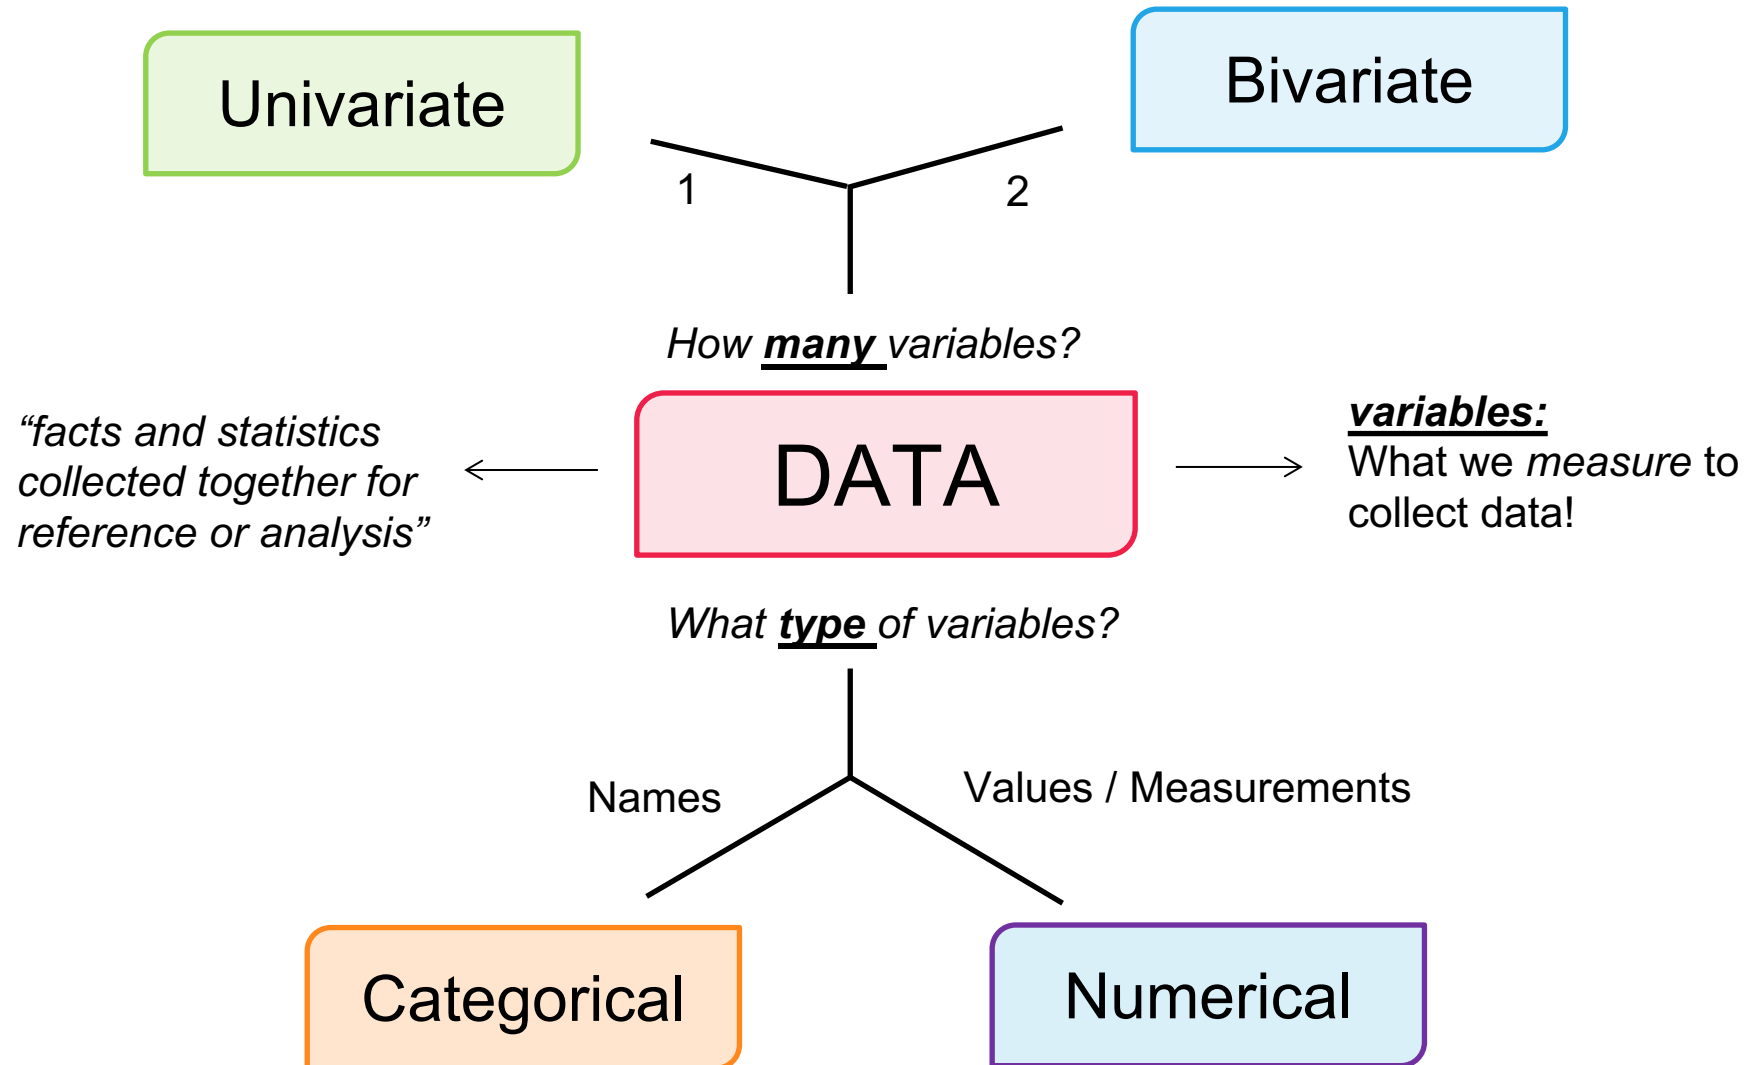 Univariate
Bivariate
1
2
How many variables?
“facts and statistics
collected together for
reference or analysis”
DATA
variables:
What we measure to
collect data!
What type of variables?
Names
Values / Measurements
Categorical
Numerical